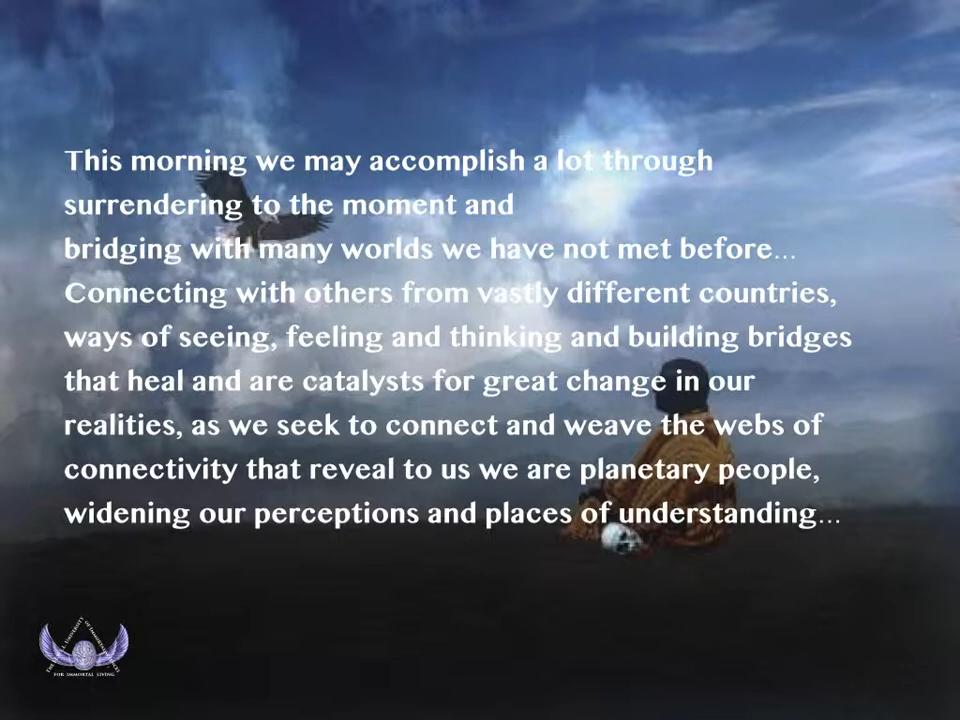 This morning we may accomplish a lot through
surrendering to the moment and
bridging with many worlds we have not met before...
Connecting with others from vastly different countries,
ways of seeing, feeling and thinking and building bridges
that heal and are catalysts for great change in our
realities, as we seek to connect and weave the webs of
connectivity that reveal to us we are planetary people,
widening our perceptions and places of understanding...
University
FOR IMMORTAL LIVING